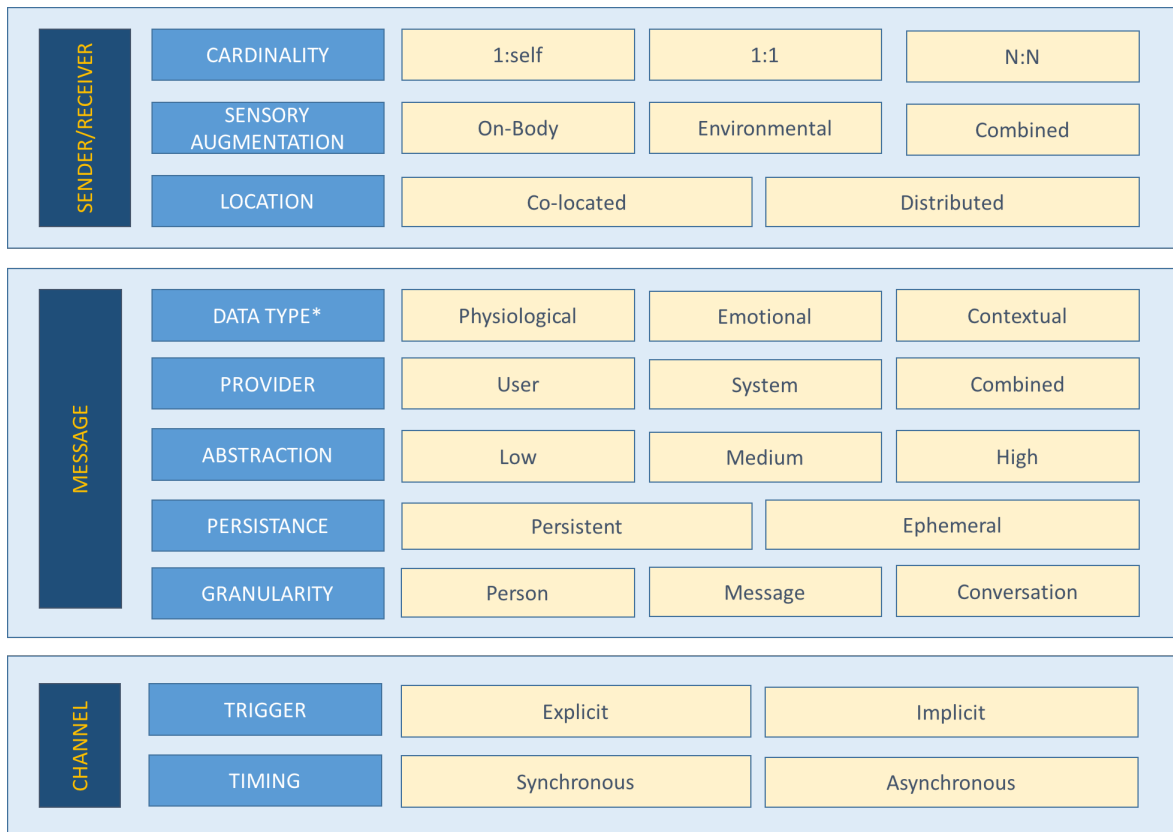 SENDER/RECEIVER
CARDINALITY
1:self
1:1
N:N
SENSORY
AUGMENTATION
On-Body
Environmental
Combined
LOCATION
Co-located
Distributed
MESSAGE
DATA TYPE*
Physiological
Emotional
Contextual
PROVIDER
User
System
Combined
ABSTRACTION
Low
Medium
High
PERSISTANCE
Persistent
Ephemeral
GRANULARITY
Person
Message
Conversation
CHANNEL
TRIGGER
Explicit
Implicit
TIMING
Synchronous
Asynchronous